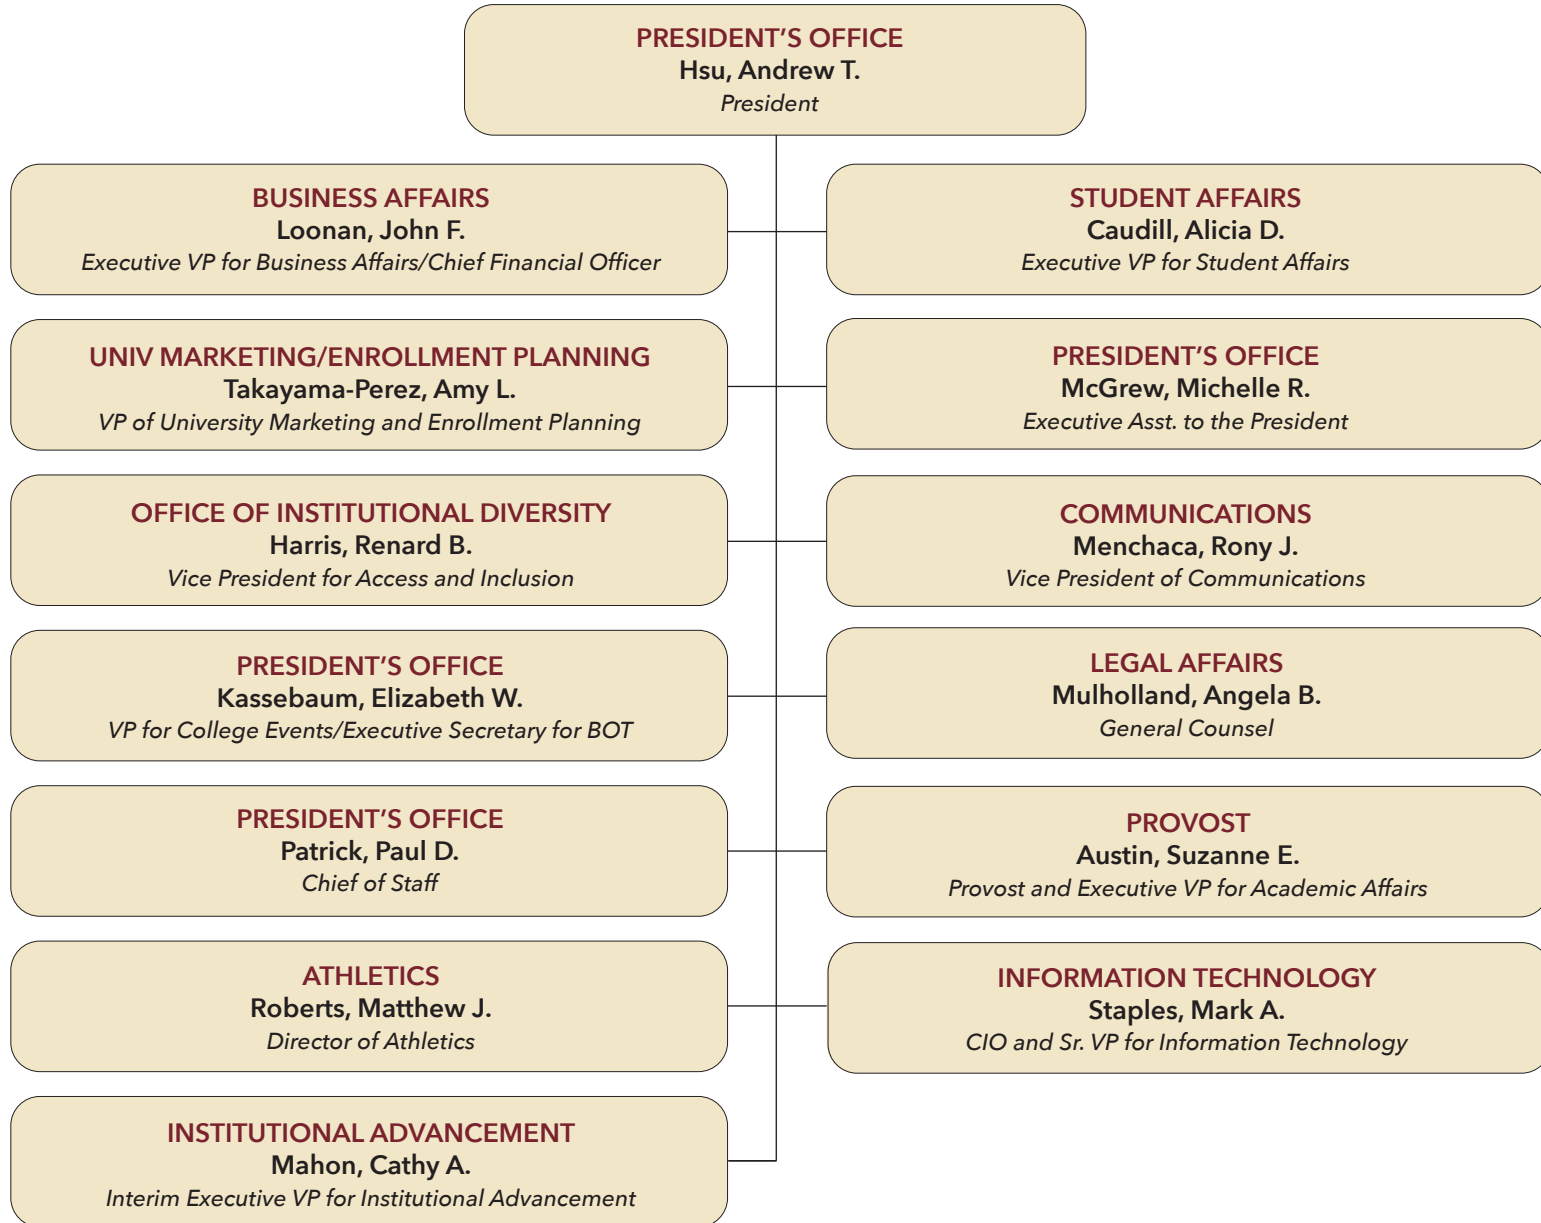 PRESIDENT’S OFFICE
Hsu, Andrew T.
President
BUSINESS AFFAIRS
Loonan, John F.
Executive VP for Business Affairs/Chief Financial Officer
STUDENT AFFAIRS
Caudill, Alicia D.
Executive VP for Student Affairs
UNIV MARKETING/ENROLLMENT PLANNING
Takayama-Perez, Amy L.
VP of University Marketing and Enrollment Planning
PRESIDENT’S OFFICE
McGrew, Michelle R.
Executive Asst. to the President
OFFICE OF INSTITUTIONAL DIVERSITY
Harris, Renard B.
Vice President for Access and Inclusion
COMMUNICATIONS
Menchaca, Rony J.
Vice President of Communications
PRESIDENT’S OFFICE
Kassebaum, Elizabeth W.
VP for College Events/Executive Secretary for BOT
LEGAL AFFAIRS
Mulholland, Angela B.
General Counsel
PRESIDENT’S OFFICE
Patrick, Paul D.
Chief of Staff
PROVOST
Austin, Suzanne E.
Provost and Executive VP for Academic Affairs
ATHLETICS
Roberts, Matthew J.
Director of Athletics
INFORMATION TECHNOLOGY
Staples, Mark A.
CIO and Sr. VP for Information Technology
INSTITUTIONAL ADVANCEMENT
Mahon, Cathy A.
Interim Executive VP for Institutional Advancement